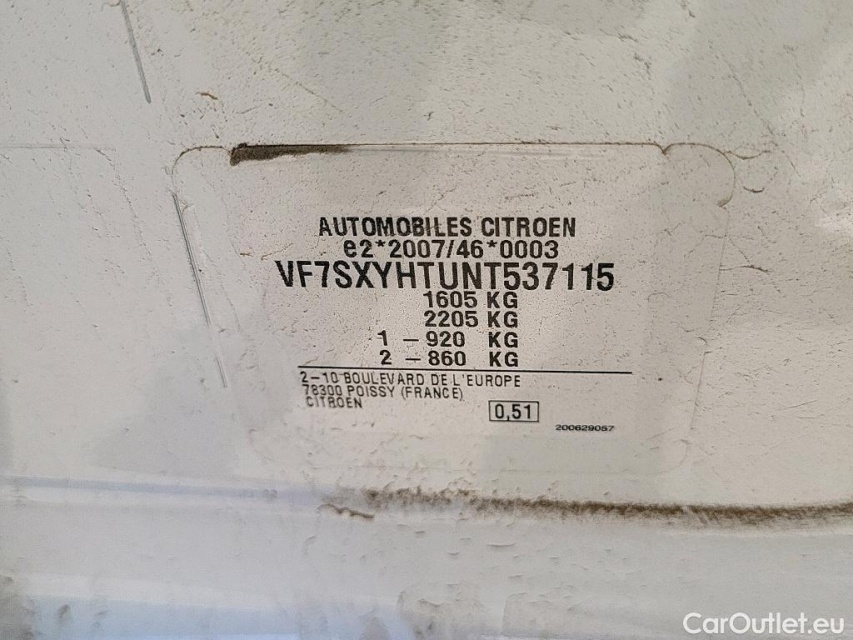 AUTOMOBILES CITROEN
e2*2007/46*0003
VF7SXYHTUNT537115
1605 KG
2205 KG
1 – 920 KG
2 – 860 KG
2–10 BOULEVARD DE L'EUROPE
78300 POISSY (FRANCE)
CITROEN
0,51
200629057
CarOutlet.eu